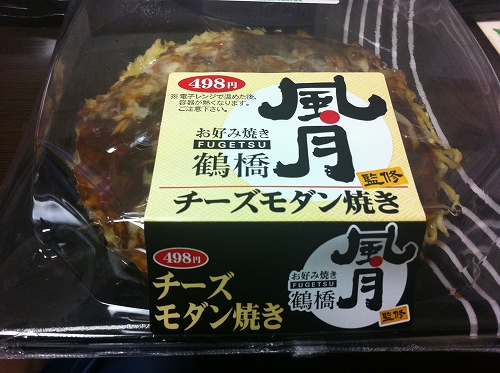 498円
※電子レンジで温めた後、
容器が熱くなります。
ご注意下さい。
風月
お好み焼き
FUGETSU
鶴橋
監修
チーズモダン焼き
498円
チーズ
モダン焼き
風月
お好み焼き
FUGETSU
鶴橋
監修